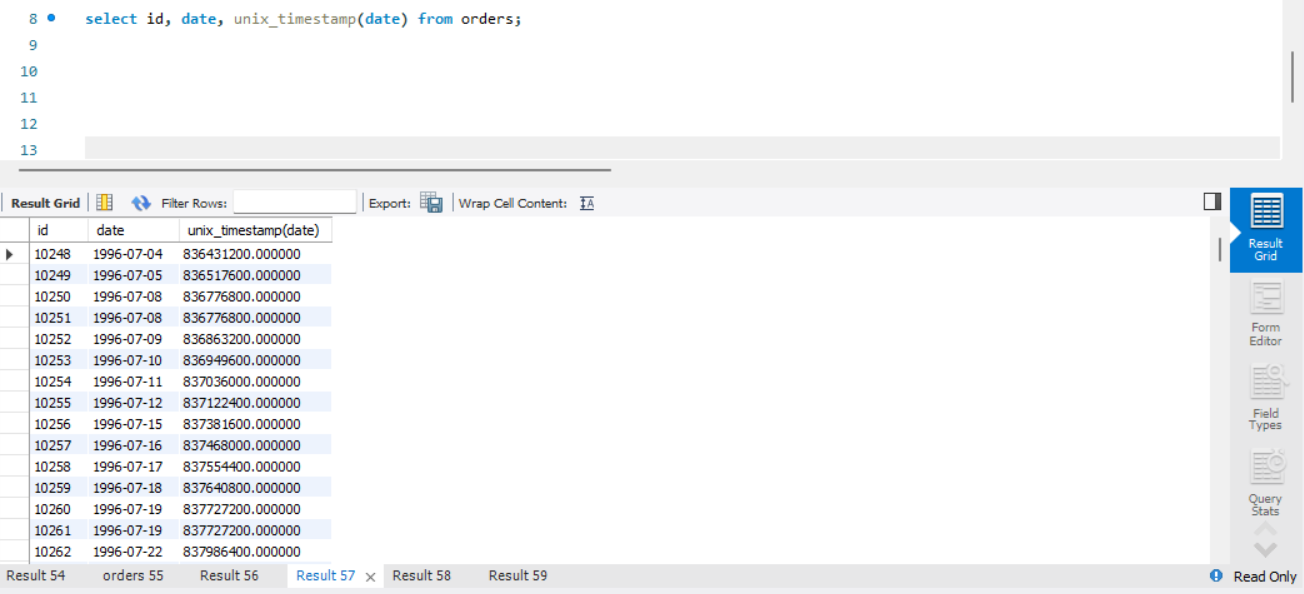 8 select id, date, unix_timestamp(date) from orders;
9
10
11
12
13
Result Grid Filter Rows: Export: Wrap Cell Content: IA
id date unix_timestamp(date)
10248 1996-07-04 836431200.000000
10249 1996-07-05 836517600.000000
10250 1996-07-08 836776800.000000
10251 1996-07-08 836776800.000000
10252 1996-07-09 836863200.000000
10253 1996-07-10 836949600.000000
10254 1996-07-11 837036000.000000
10255 1996-07-12 837122400.000000
10256 1996-07-15 837381600.000000
10257 1996-07-16 837468000.000000
10258 1996-07-17 837554400.000000
10259 1996-07-18 837640800.000000
10260 1996-07-19 837727200.000000
10261 1996-07-19 837727200.000000
10262 1996-07-22 837986400.000000
Result
Grid
Form
Editor
Field
Types
Query
Stats
Result 54 orders 55 Result 56 Result 57 Result 58 Result 59 Read Only